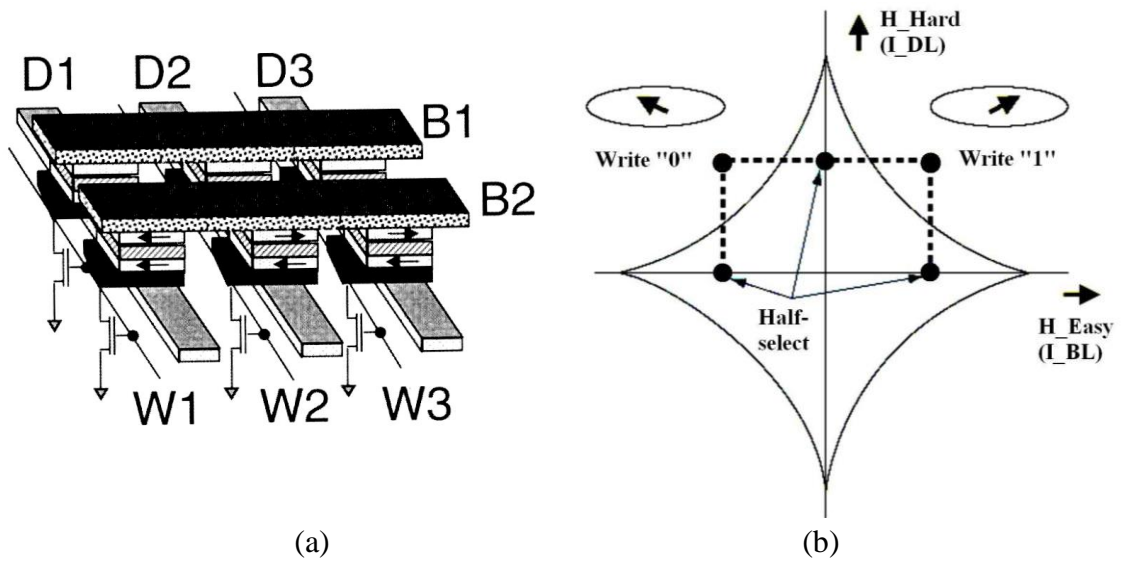 D1 D2 D3
B1
B2
W1 W2 W3
(a)
H_Hard
(I_DL)
Write "0"
Write "1"
Half-
select
H_Easy
(I_BL)
(b)